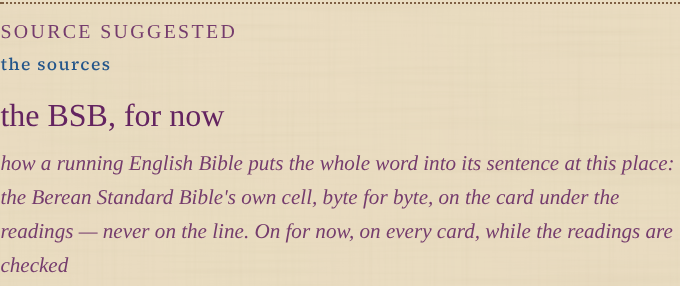 SOURCE SUGGESTED
the sources
the BSB, for now
how a running English Bible puts the whole word into its sentence at this place:
the Berean Standard Bible's own cell, byte for byte, on the card under the
readings — never on the line. On for now, on every card, while the readings are
checked